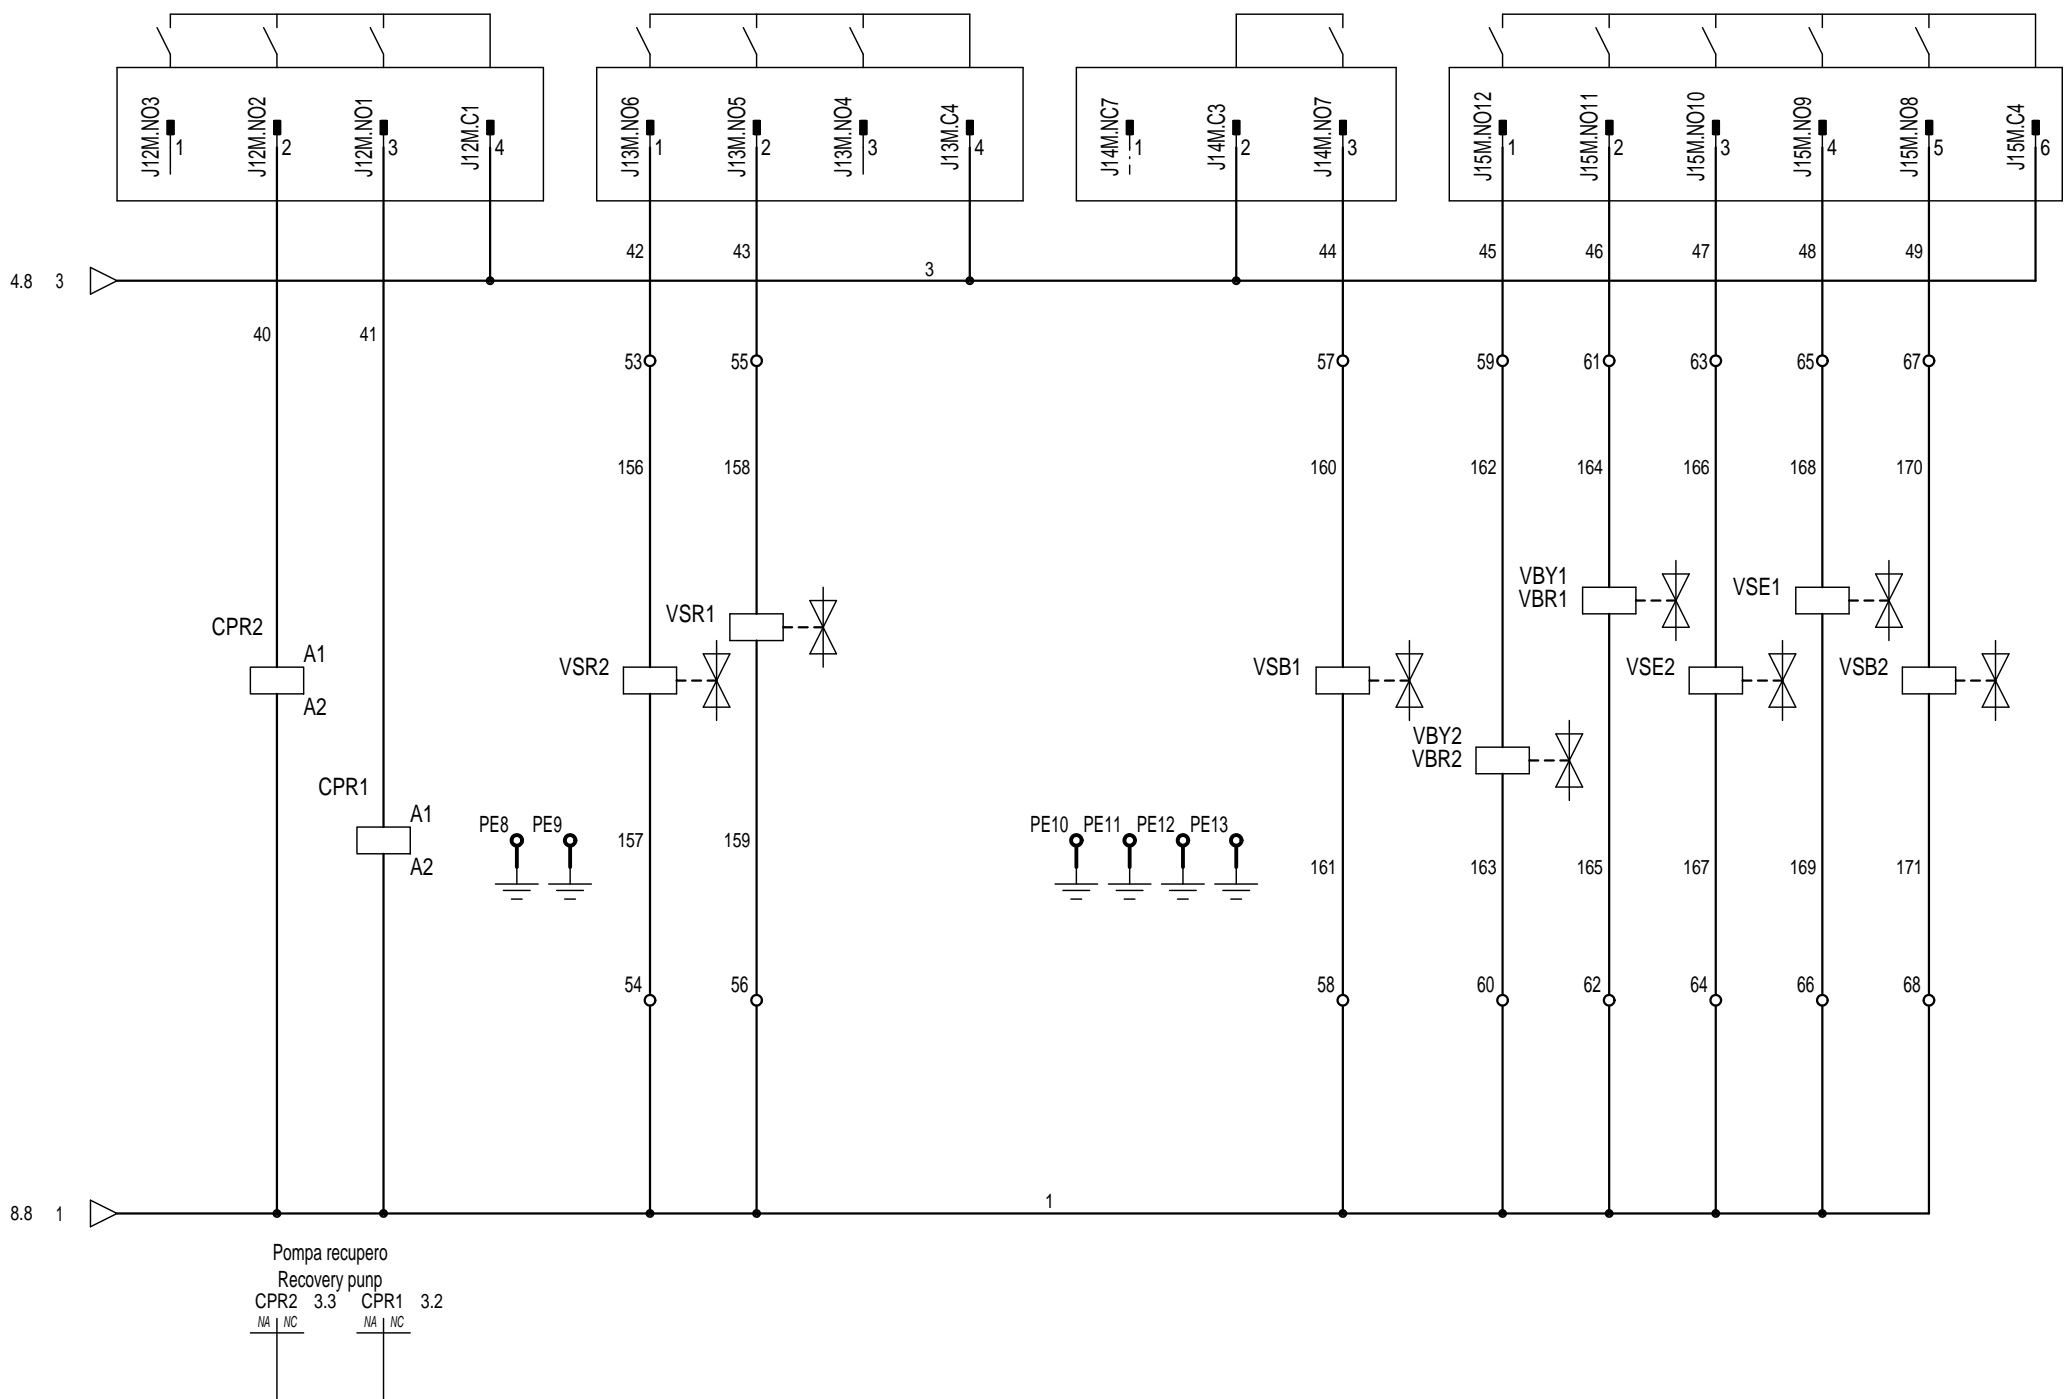 J12M.NO3
1
J12M.NO2
2
J12M.NO1
3
J12M.C1
4
J13M.NO6
1
J13M.NO5
2
J13M.NO4
3
J13M.C4
4
J14M.NC7
1
J14M.C3
2
J14M.NO7
3
J15M.NO12
1
J15M.NO11
2
J15M.NO10
3
J15M.NO9
4
J15M.NO8
5
J15M.C4
6
42
43
44
45
46
47
48
49
4.8 3
3
40
41
53
55
57
59
61
63
65
67
156
158
160
162
164
166
168
170
VBY1
VBR1
VSE1
VSR1
CPR2
A1
A2
VSR2
VSB1
VSE2
VSB2
VBY2
VBR2
CPR1
A1
A2
PE8
PE9
PE10
PE11
PE12
PE13
157
159
161
163
165
167
169
171
54
56
58
60
62
64
66
68
8.8 1
1
Pompa recupero
Recovery punp
CPR2 3.3 CPR1 3.2
NA NC NA NC